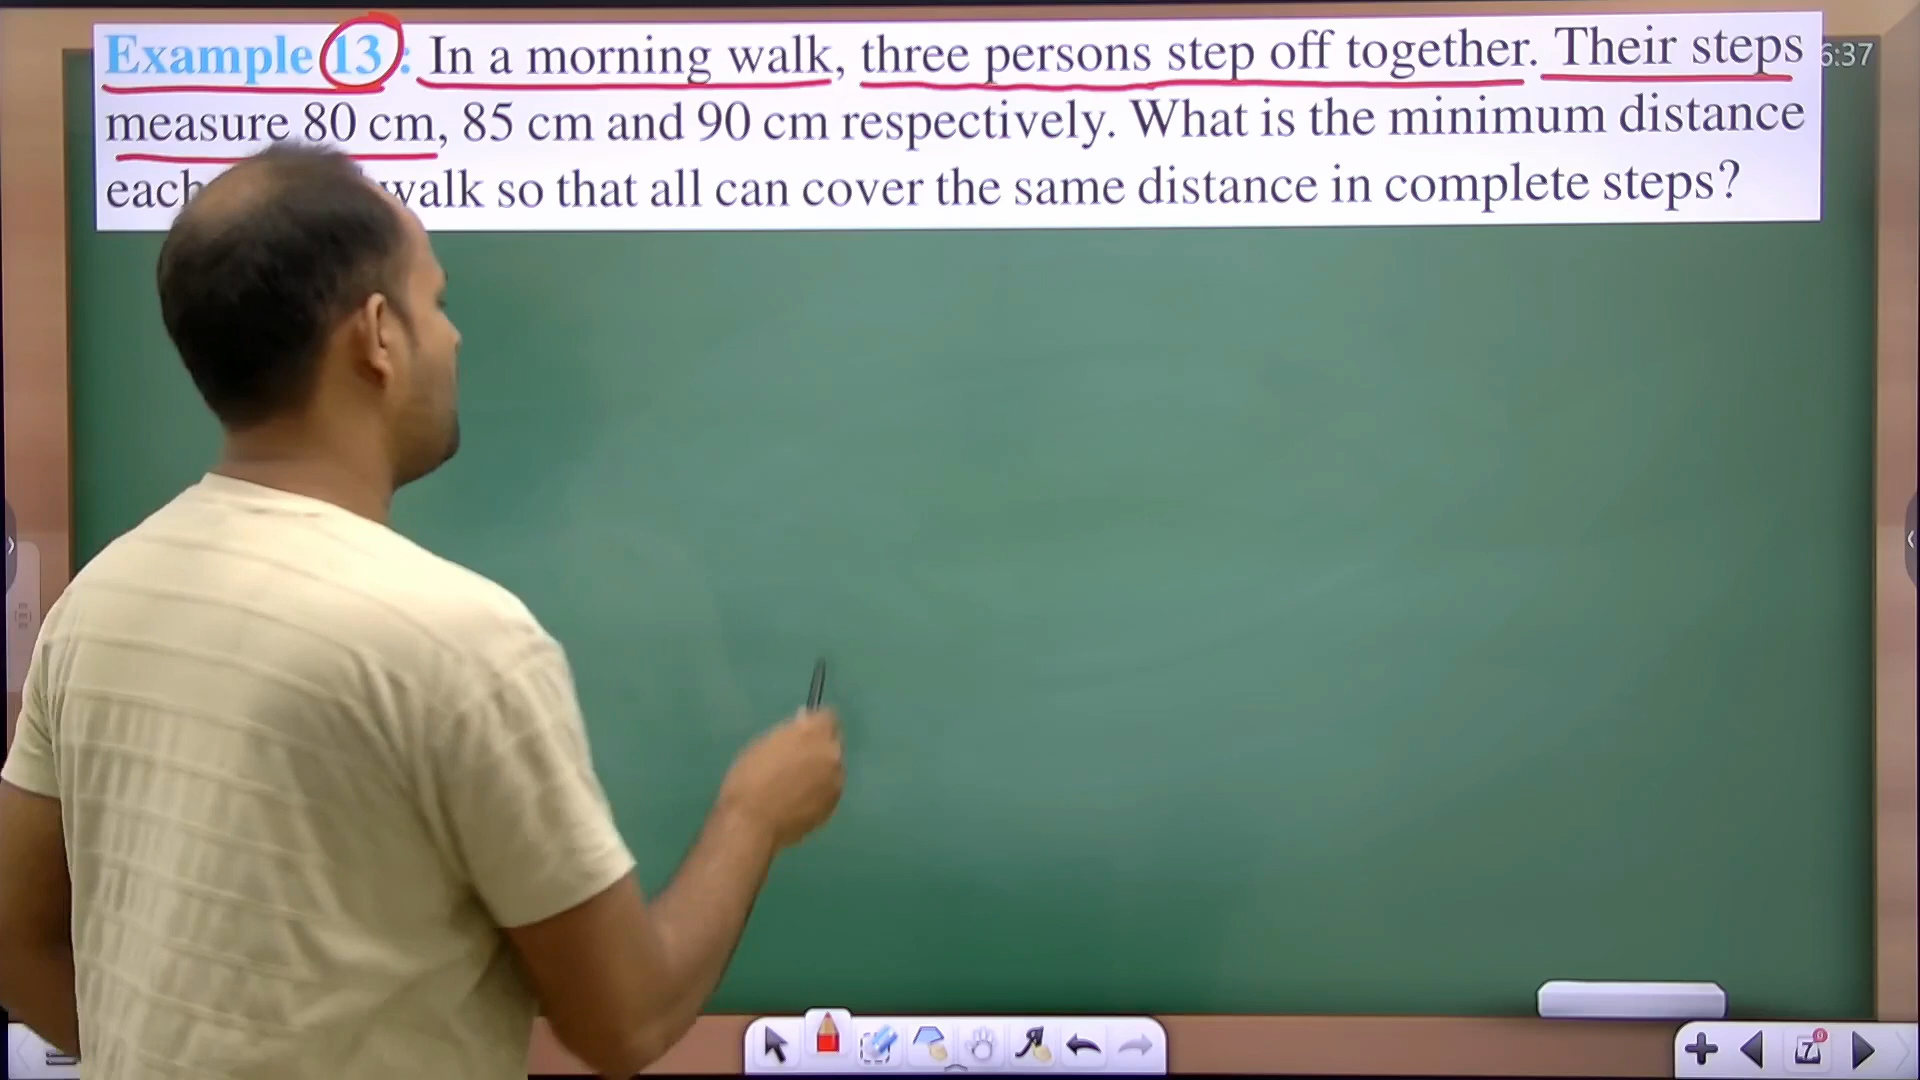 Example 13: In a morning walk, three persons step off together. Their steps
measure 80 cm, 85 cm and 90 cm respectively. What is the minimum distance
walk so that all can cover the same distance in complete steps?
6:37
7